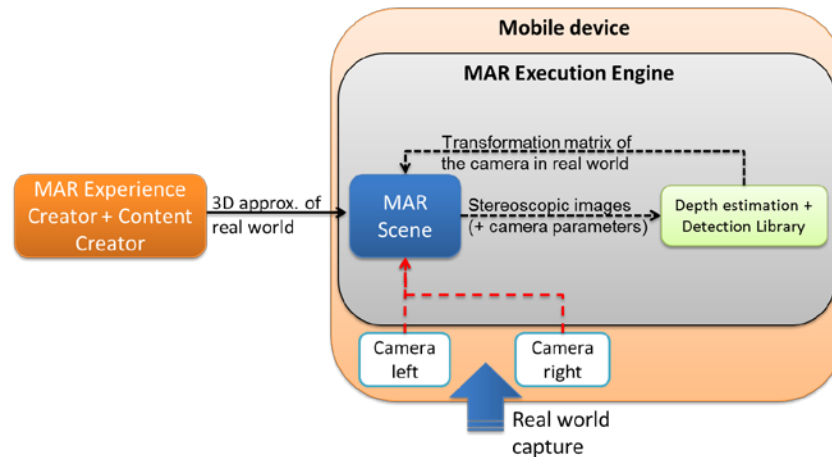 Mobile device
MAR Execution Engine
Transformation matrix of
the camera in real world
MAR Experience
Creator + Content
Creator
3D approx. of
real world
MAR
Scene
Stereoscopic images
(+ camera parameters)
Depth estimation +
Detection Library
Camera
left
Camera
right
Real world
capture